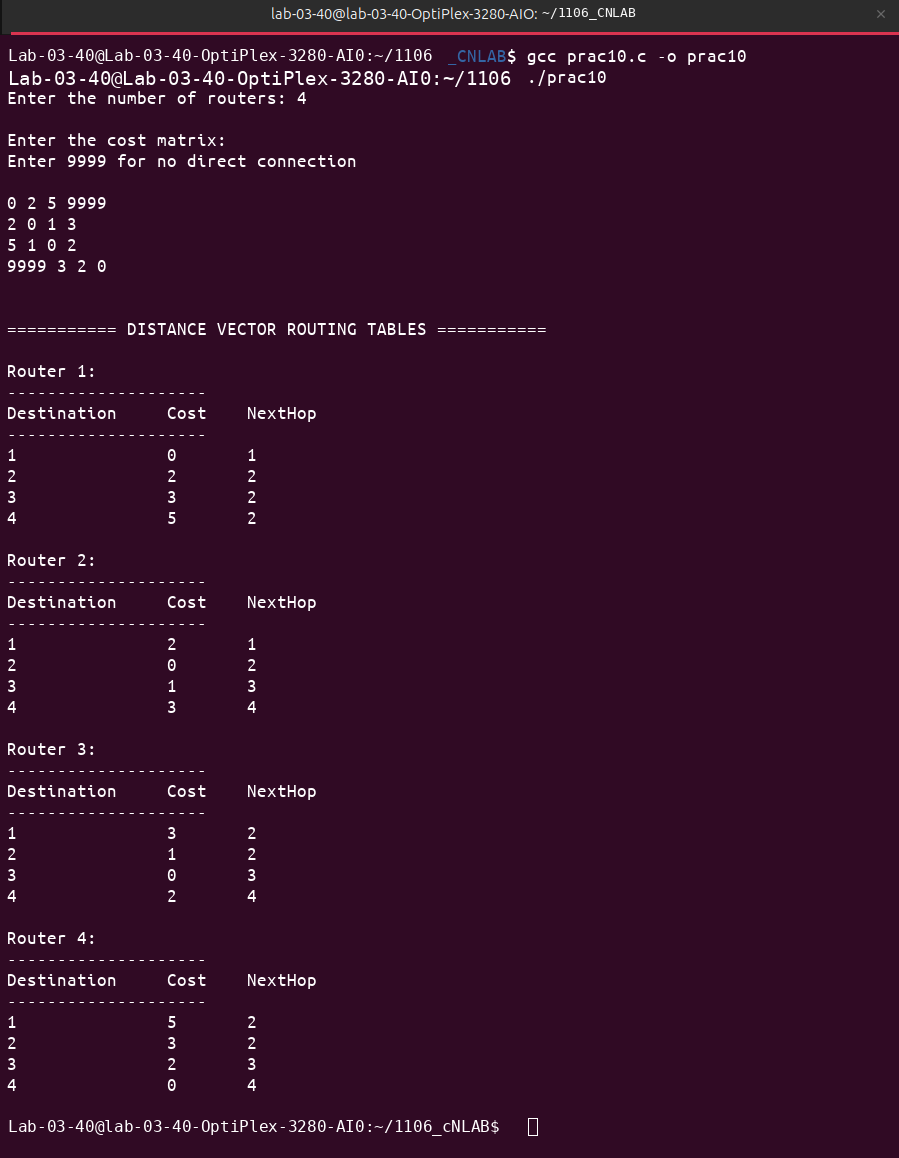 lab-03-40@lab-03-40-OptiPlex-3280-AIO: ~/1106_CNLAB ×
Lab-03-40@Lab-03-40-OptiPlex-3280-AI0:~/1106 _CNLAB$ gcc prac10.c -o prac10
Lab-03-40@Lab-03-40-OptiPlex-3280-AI0:~/1106 ./prac10
Enter the number of routers: 4
Enter the cost matrix:
Enter 9999 for no direct connection
0 2 5 9999
2 0 1 3
5 1 0 2
9999 3 2 0
=========== DISTANCE VECTOR ROUTING TABLES ===========
Router 1:
--------------------
Destination Cost NextHop
--------------------
1 0 1
2 2 2
3 3 2
4 5 2
Router 2:
--------------------
Destination Cost NextHop
--------------------
1 2 1
2 0 2
3 1 3
4 3 4
Router 3:
--------------------
Destination Cost NextHop
--------------------
1 3 2
2 1 2
3 0 3
4 2 4
Router 4:
--------------------
Destination Cost NextHop
--------------------
1 5 2
2 3 2
3 2 3
4 0 4
Lab-03-40@lab-03-40-OptiPlex-3280-AI0:~/1106_cNLAB$